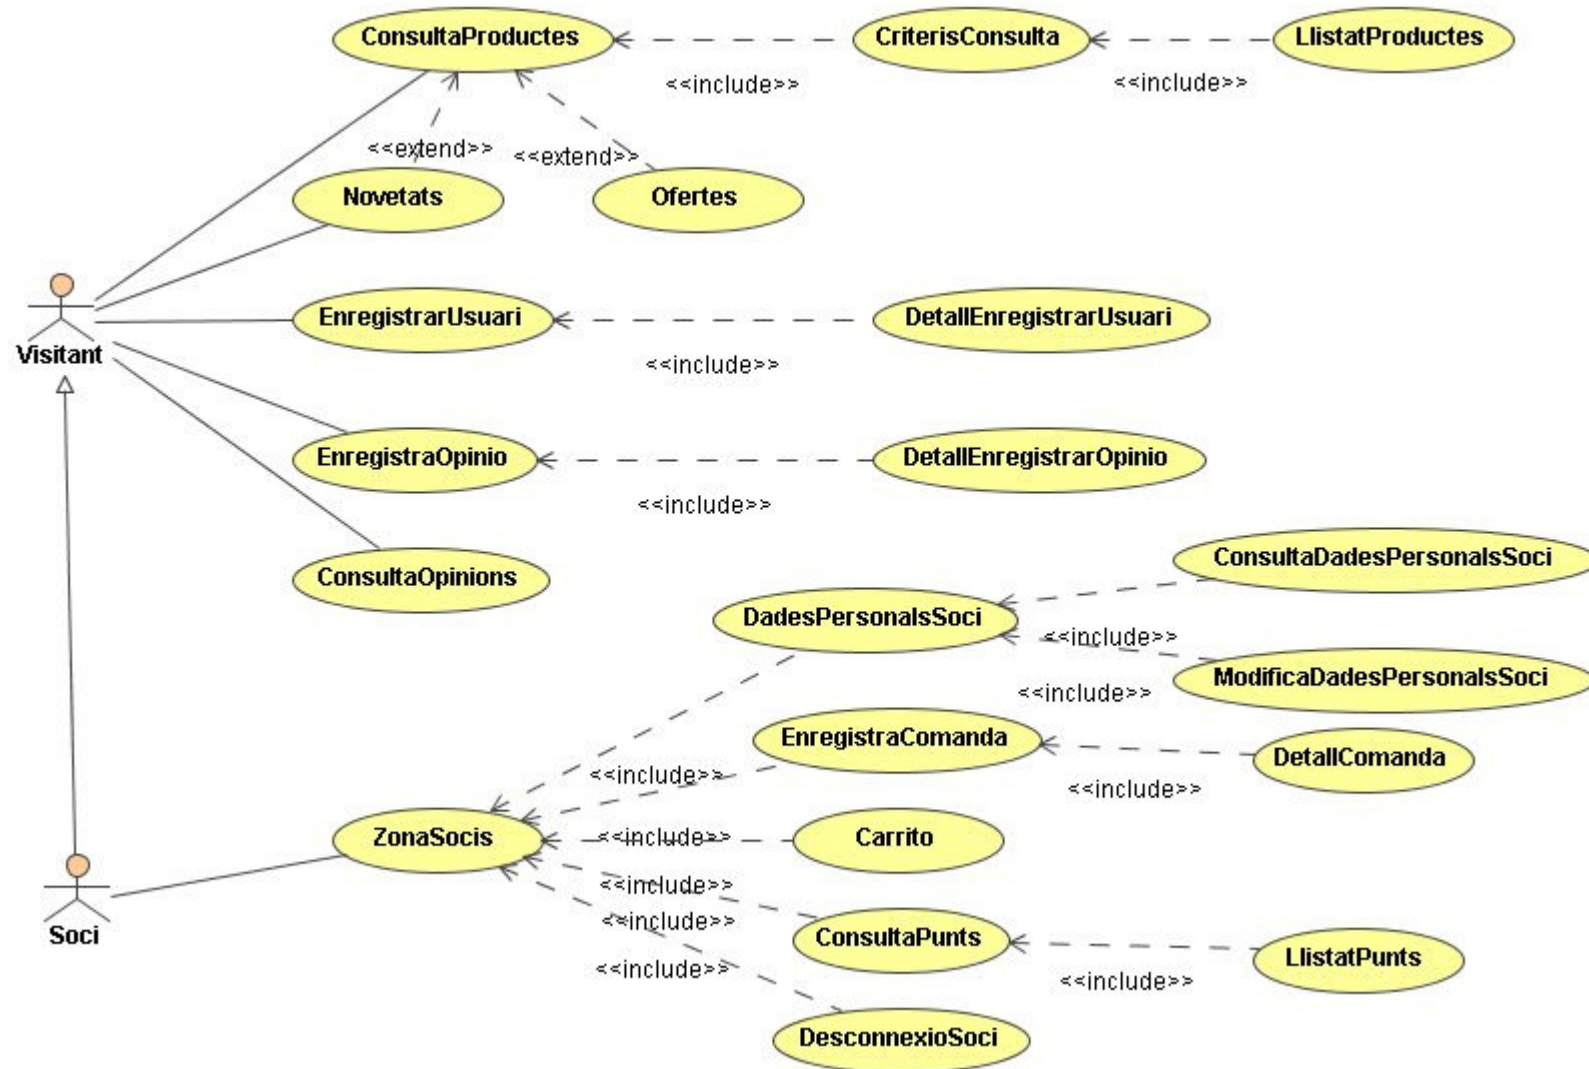 ConsultaProductes
CriterisConsulta
LlistatProductes
<<include>>
<<include>>
<<extend>>
<<extend>>
Novetats
Ofertes
Visitant
EnregistrarUsuari
DetallEnregistrarUsuari
<<include>>
EnregistraOpinio
DetallEnregistrarOpinio
<<include>>
ConsultaOpinions
ConsultaDadesPersonalsSoci
DadesPersonalsSoci
<<include>>
ModificaDadesPersonalsSoci
<<include>>
EnregistraComanda
DetallComanda
<<include>>
<<include>>
ZonaSocis
<<include>>
Carrito
<<include>>
<<include>>
Soci
ConsultaPunts
LlistatPunts
<<include>>
<<include>>
DesconnexioSoci